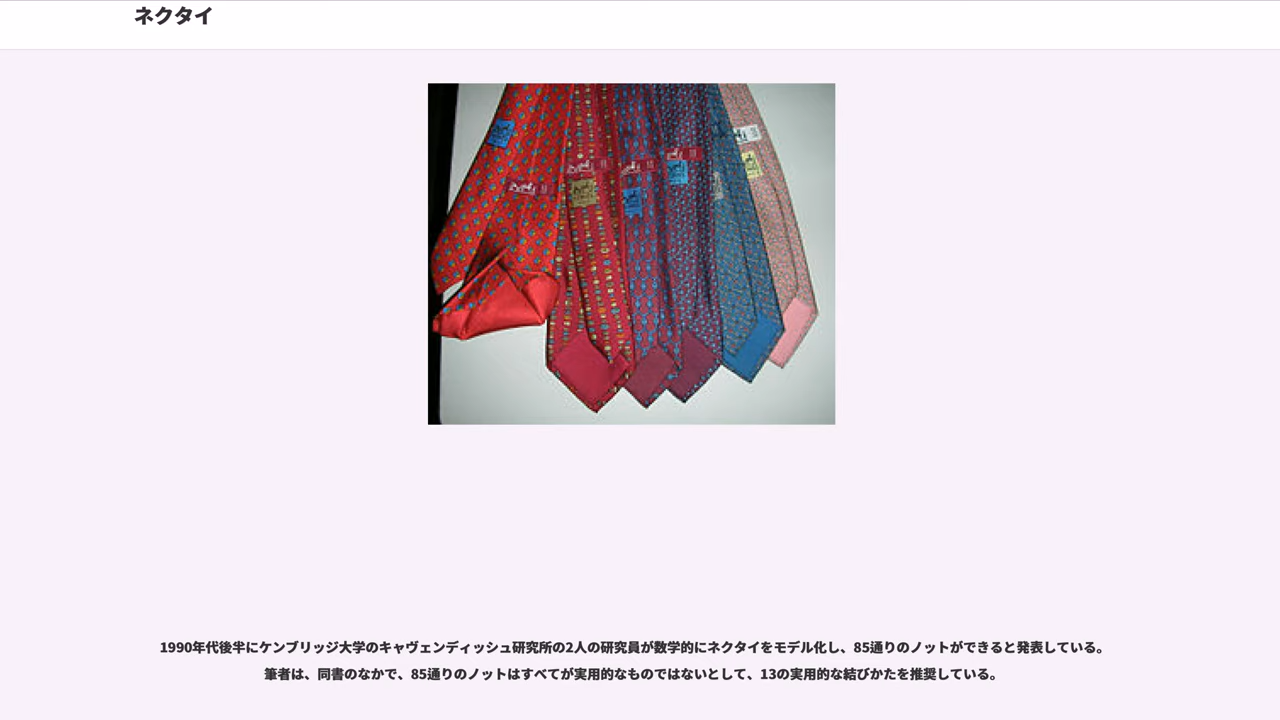 ネクタイ
1990年代後半にケンブリッジ大学のキャヴェンディッシュ研究所の2人の研究員が数学的にネクタイをモデル化し、85通りのノットができると発表している。
筆者は、同書のなかで、85通りのノットはすべてが実用的なものではないとして、13の実用的な結びかたを推奨している。